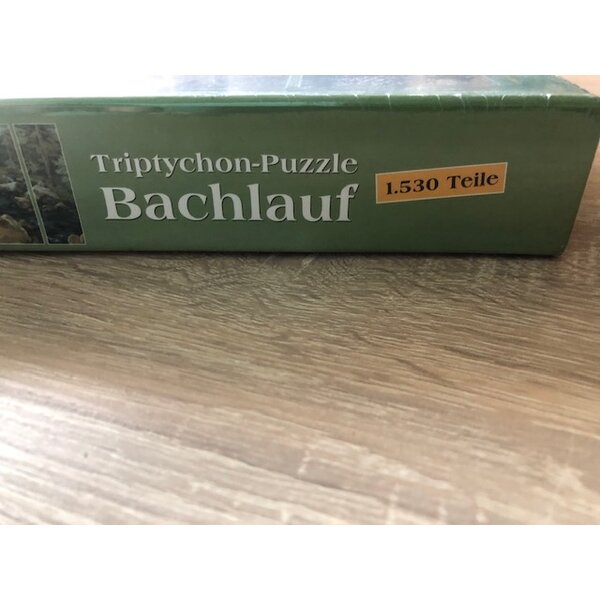 Triptychon-Puzzle
Bachlauf
1.530 Teile